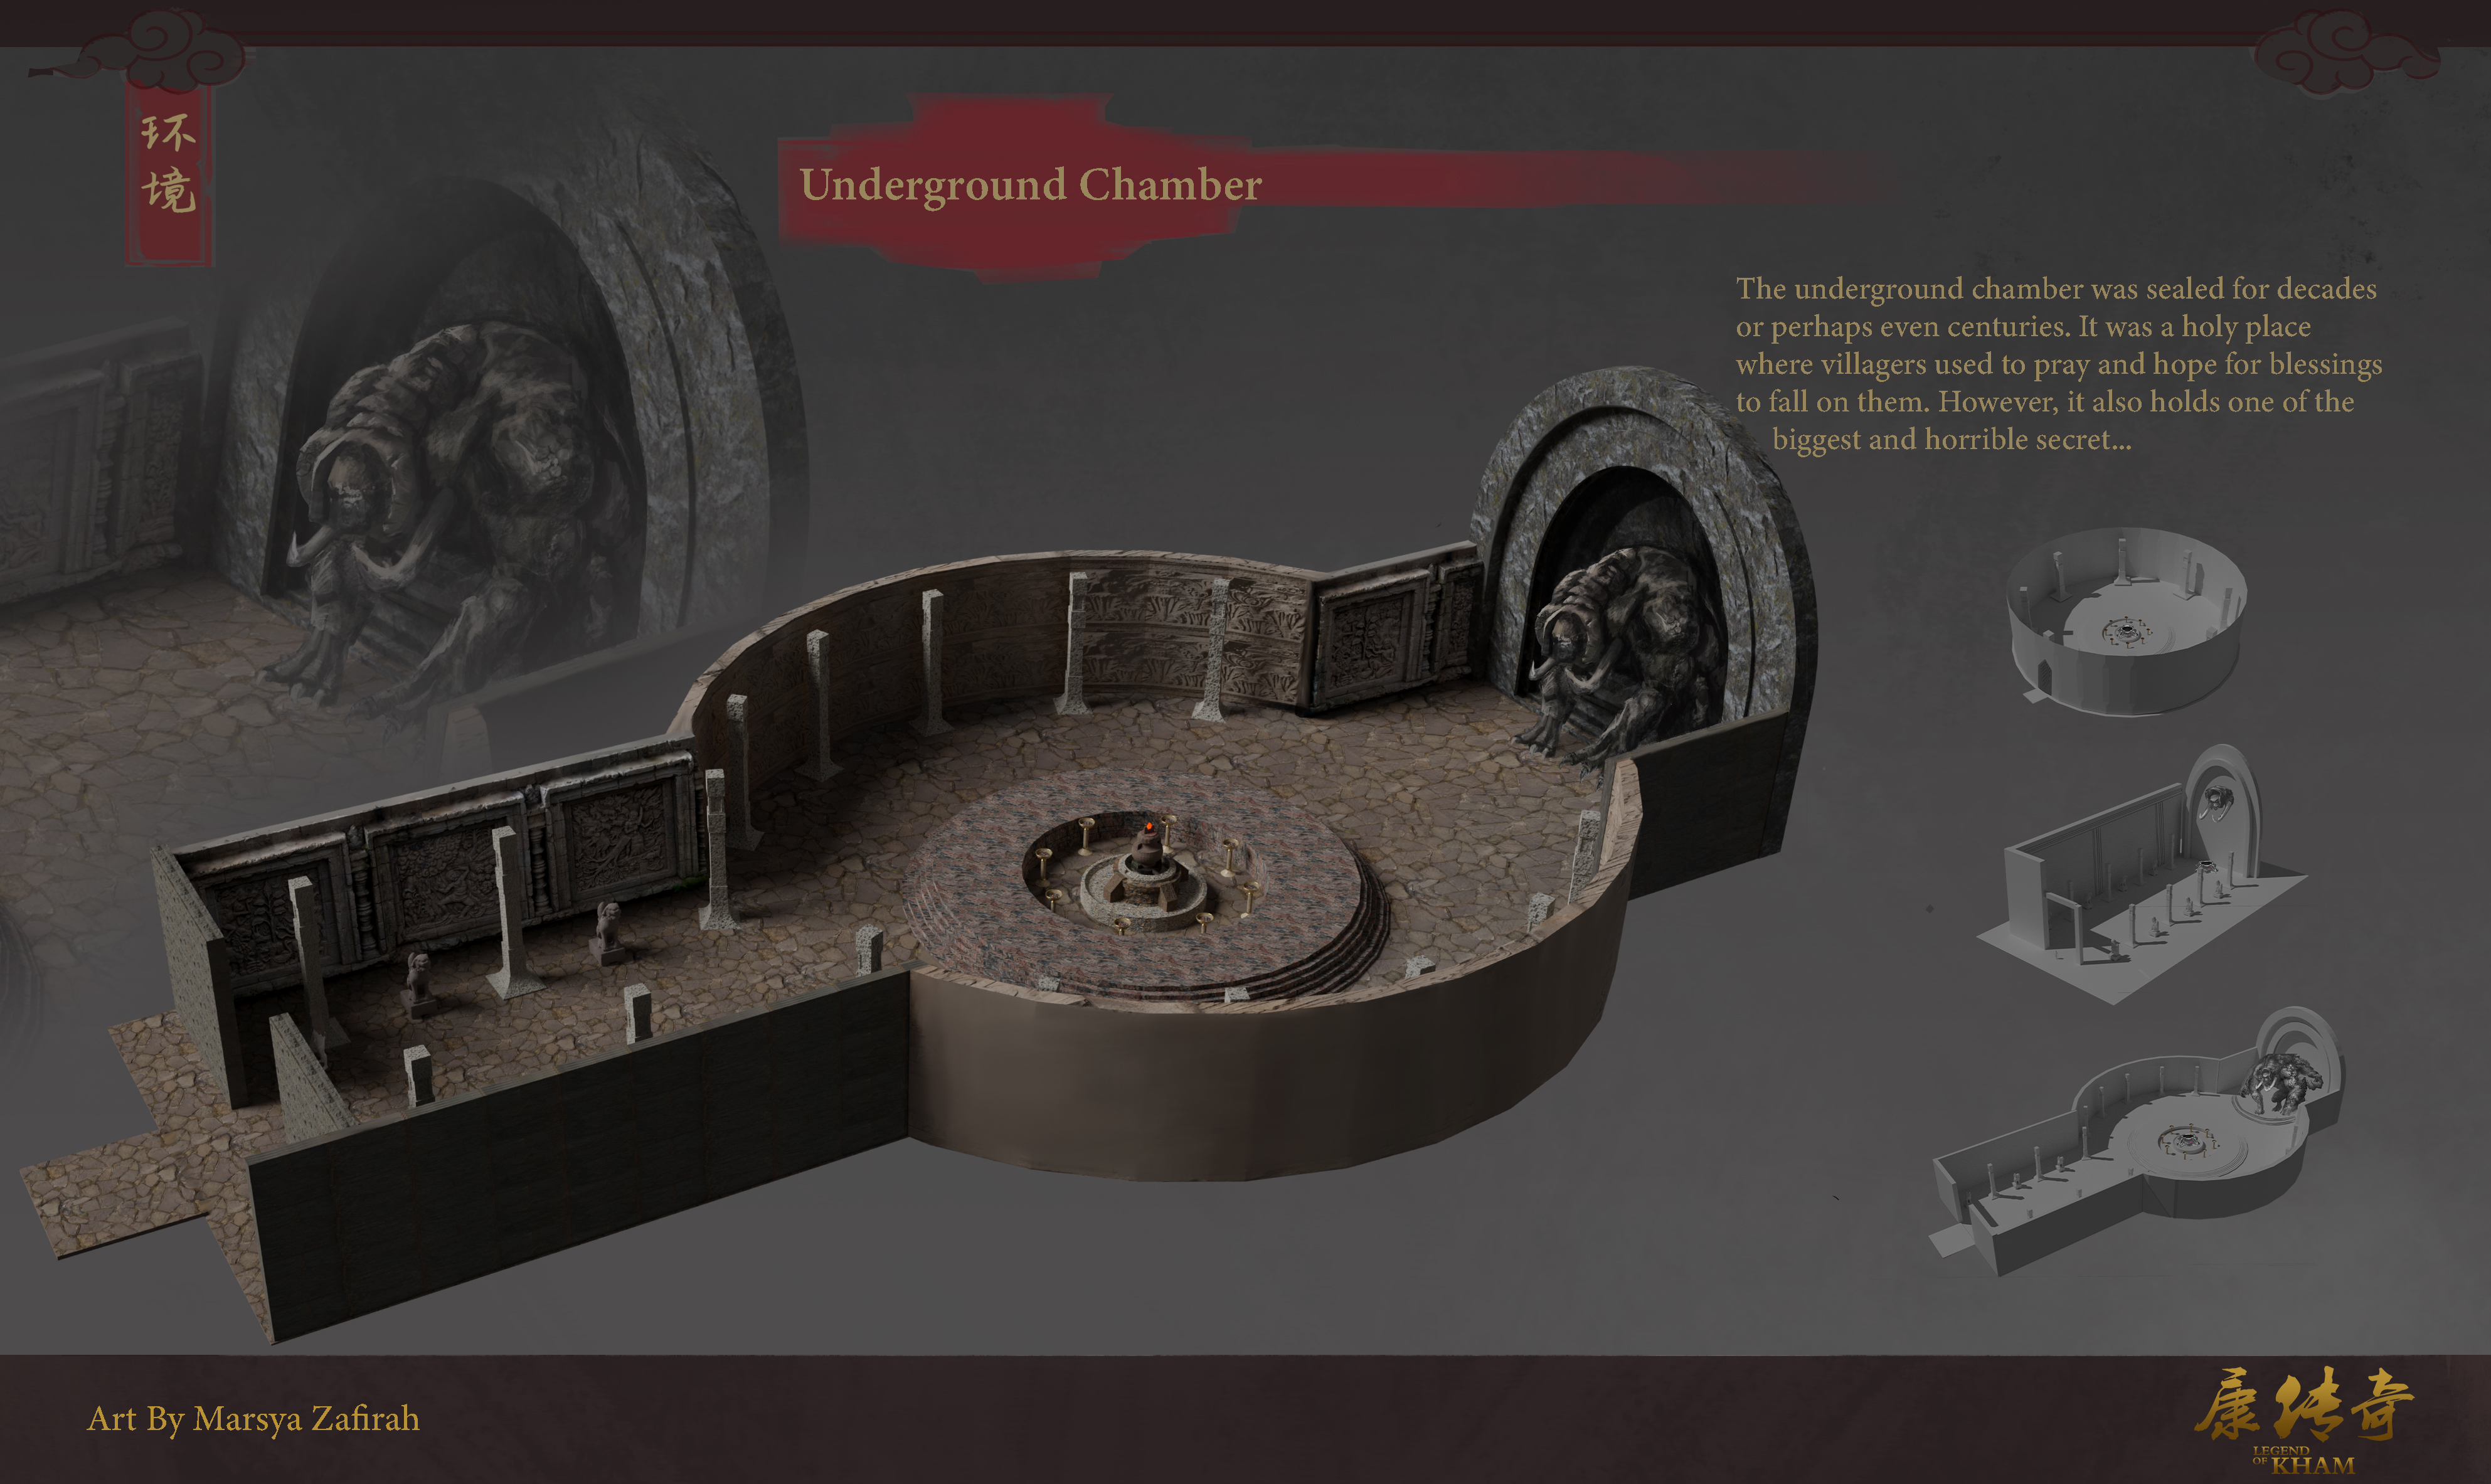 环境
Underground Chamber
The underground chamber was sealed for decades
or perhaps even centuries. It was a holy place
where villagers used to pray and hope for blessings
to fall on them. However, it also holds one of the
biggest and horrible secret...
Art By Marsya Zafirah
康传奇
LEGEND
OF KHAM